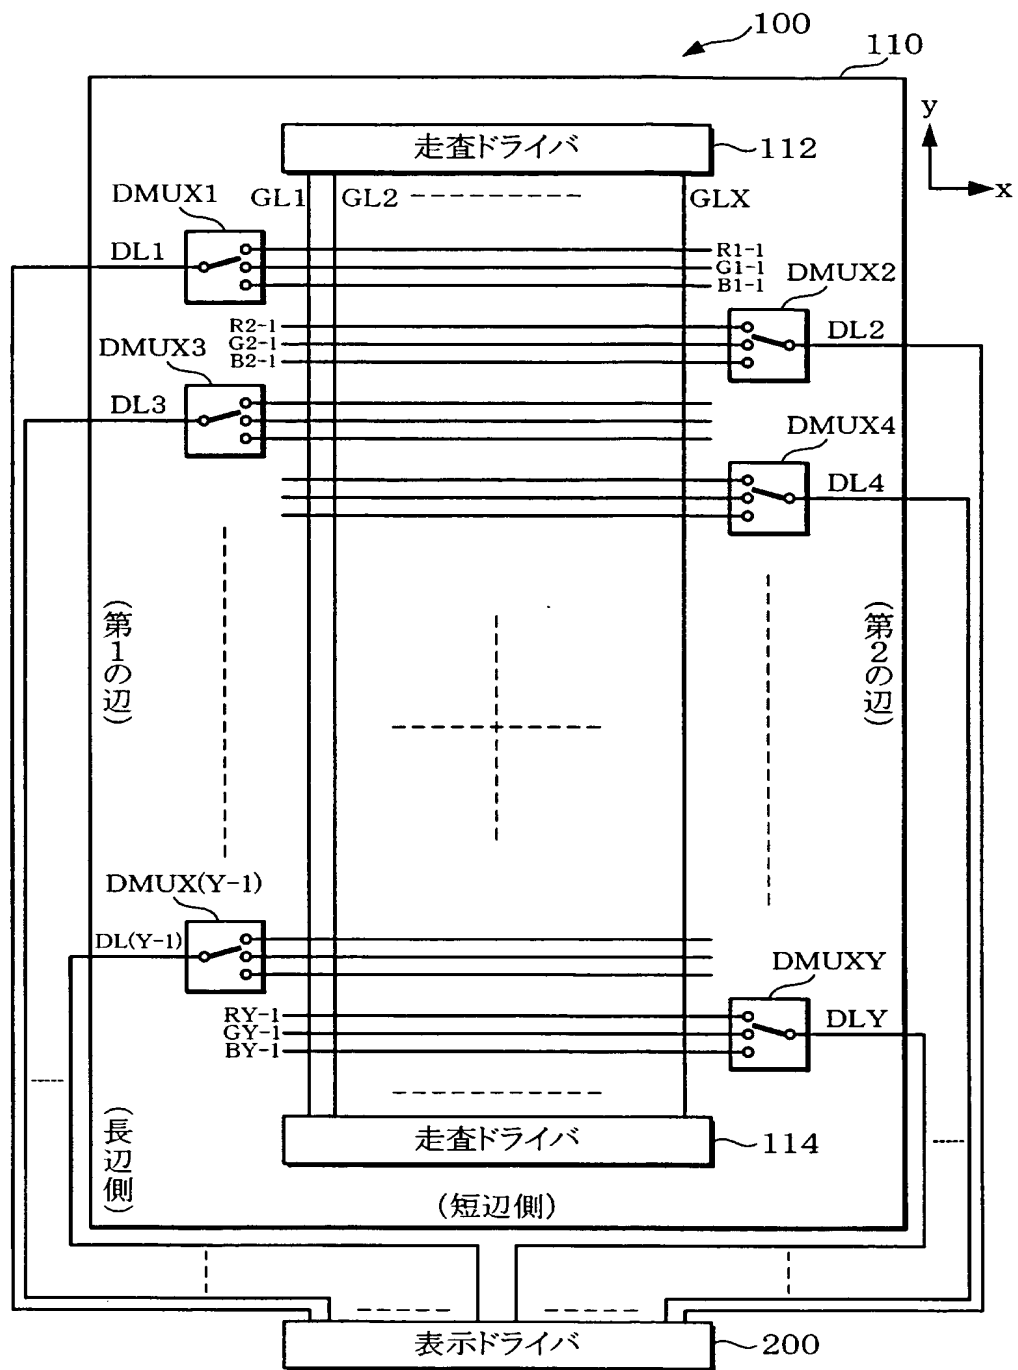 100
110
y
x
走査ドライバ
112
GL1
GL2
GLX
DMUX1
DL1
R1-1
G1-1
B1-1
DMUX2
DL2
R2-1
G2-1
B2-1
DMUX3
DL3
DMUX4
DL4
(第1の辺)
(第2の辺)
DMUX(Y-1)
DL(Y-1)
DMUXY
DLY
RY-1
GY-1
BY-1
(長辺側)
走査ドライバ
114
(短辺側)
表示ドライバ
200